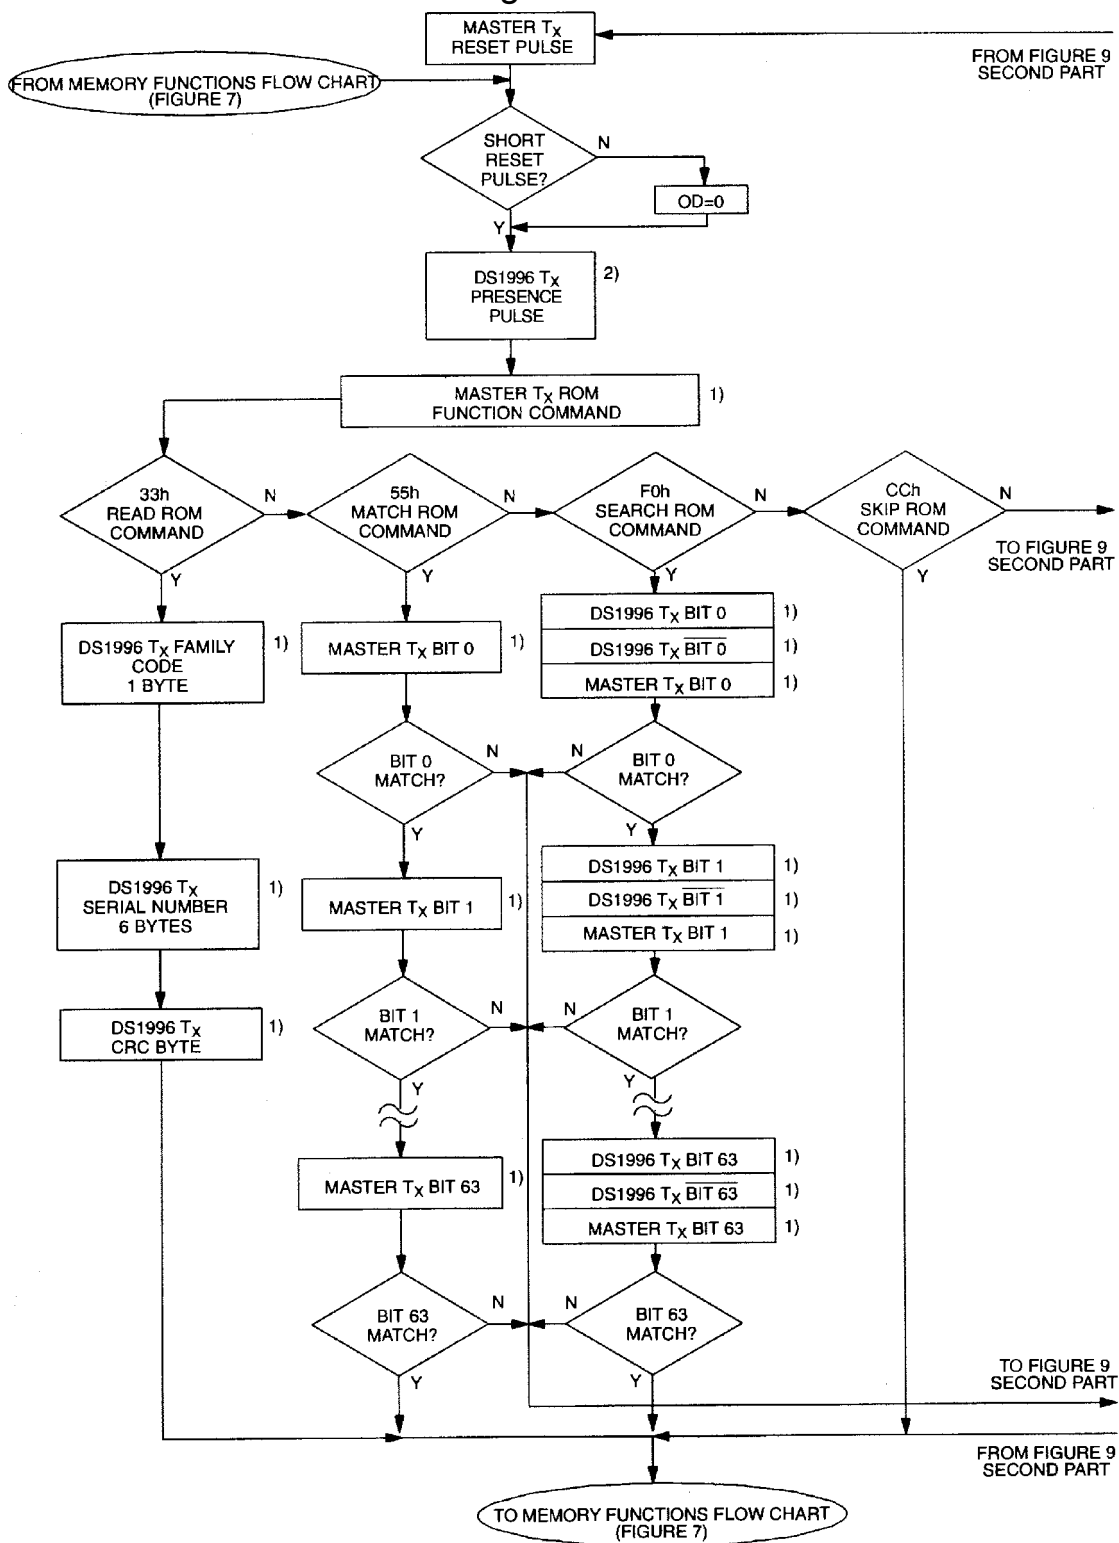 MASTER TX
RESET PULSE
FROM FIGURE 9
SECOND PART
FROM MEMORY FUNCTIONS FLOW CHART
(FIGURE 7)
SHORT
RESET
PULSE?
N
OD=0
Y
DS1996 TX
PRESENCE
PULSE
2)
MASTER TX ROM
FUNCTION COMMAND
1)
33h
READ ROM
COMMAND
N
Y
55h
MATCH ROM
COMMAND
N
Y
F0h
SEARCH ROM
COMMAND
N
Y
CCh
SKIP ROM
COMMAND
N
Y
TO FIGURE 9
SECOND PART
DS1996 TX FAMILY
CODE
1 BYTE
1)
MASTER TX BIT 0
1)
DS1996 TX BIT 0
1)
DS1996 TX B̅I̅T̅ ̅0̅
1)
MASTER TX BIT 0
1)
BIT 0
MATCH?
N
Y
N
BIT 0
MATCH?
Y
DS1996 TX
SERIAL NUMBER
6 BYTES
1)
MASTER TX BIT 1
1)
DS1996 TX BIT 1
1)
DS1996 TX B̅I̅T̅ ̅1̅
1)
MASTER TX BIT 1
1)
DS1996 TX
CRC BYTE
1)
BIT 1
MATCH?
N
Y
N
BIT 1
MATCH?
Y
MASTER TX BIT 63
1)
DS1996 TX BIT 63
1)
DS1996 TX B̅I̅T̅ ̅6̅3̅
1)
MASTER TX BIT 63
1)
BIT 63
MATCH?
N
Y
N
BIT 63
MATCH?
Y
TO FIGURE 9
SECOND PART
FROM FIGURE 9
SECOND PART
TO MEMORY FUNCTIONS FLOW CHART
(FIGURE 7)